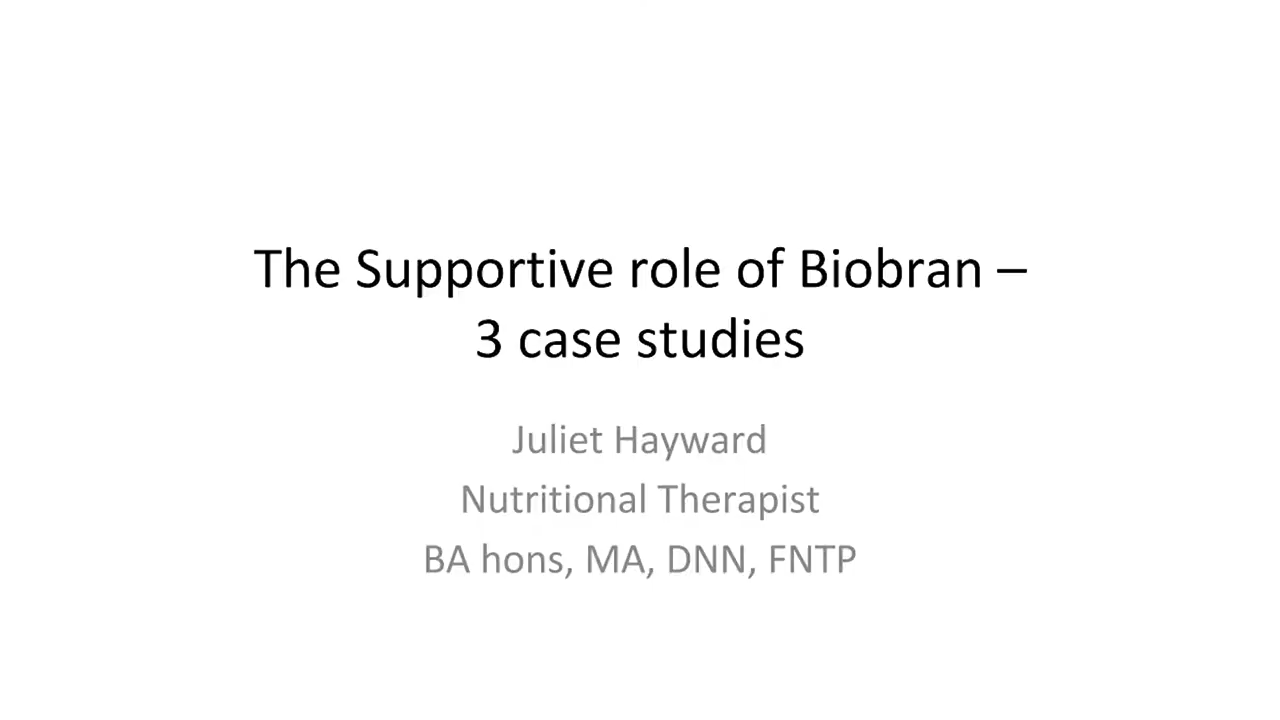 The Supportive role of Biobran –
3 case studies
Juliet Hayward
Nutritional Therapist
BA hons, MA, DNN, FNTP